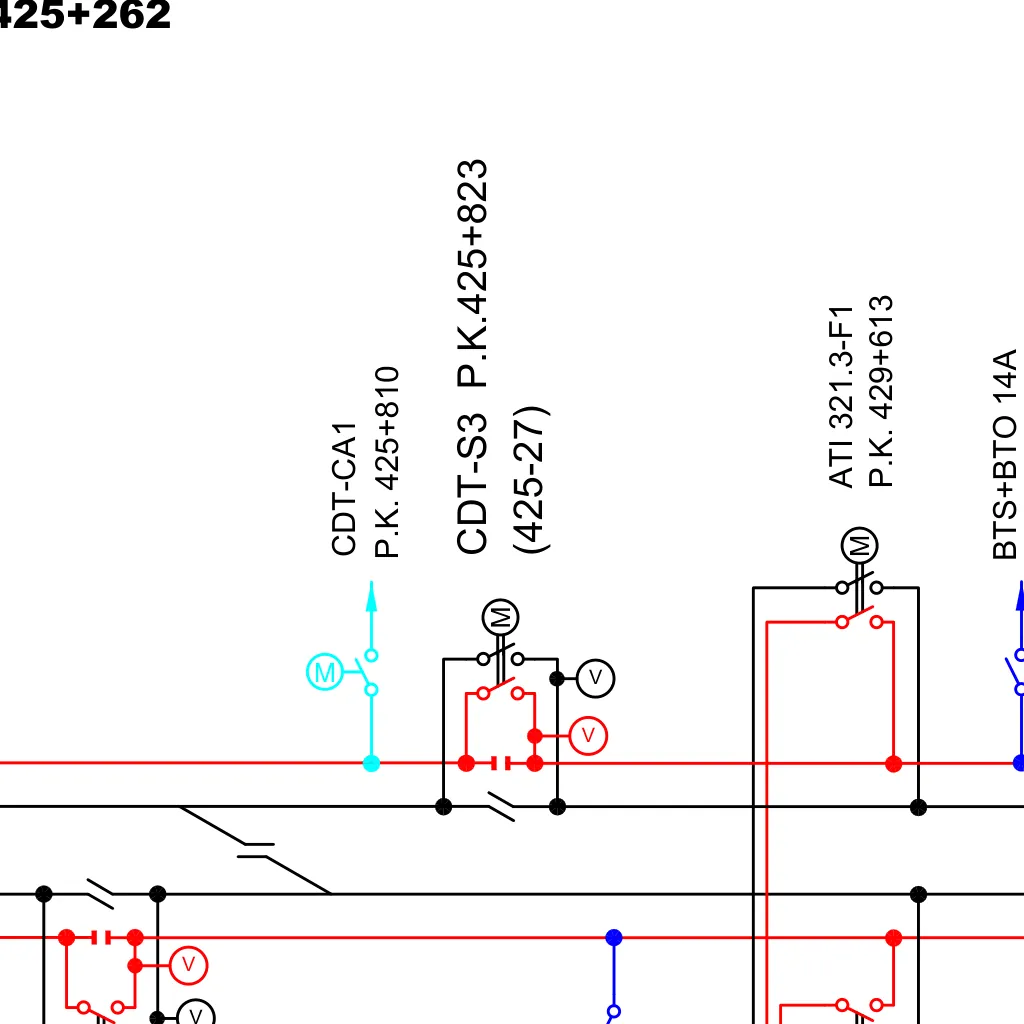 425+262
CDT-CA1
P.K. 425+810
CDT-S3 P.K.425+823
(425-27)
ATI 321.3-F1
P.K. 429+613
BTS+BTO 14A
M
M
M
V
V
V
V